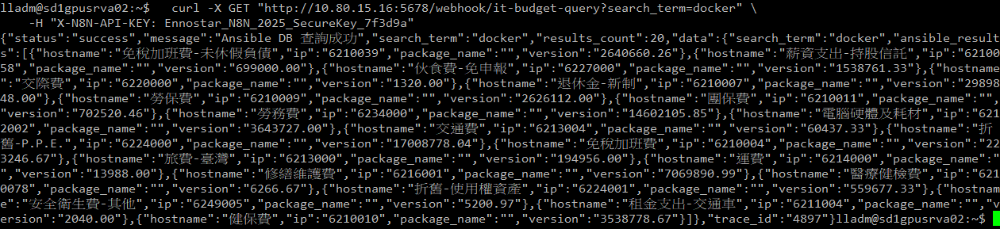 lladm@sd1gpusrva02:~$   curl -X GET "http://10.80.15.16:5678/webhook/it-budget-query?search_term=docker" \
    -H "X-N8N-API-KEY: Ennostar_N8N_2025_SecureKey_7f3d9a"
{"status":"success","message":"Ansible DB 查詢成功","search_term":"docker","results_count":20,"data":{"search_term":"docker","ansible_result
s":[{"hostname":"免稅加班費-未休假負債","ip":"6210039","package_name":"","version":"2640660.26"},{"hostname":"薪資支出-持股信託","ip":"62100
58","package_name":"","version":"699000.00"},{"hostname":"伙食費-免申報","ip":"6227000","package_name":"","version":"1538761.33"},{"hostname
":"交際費","ip":"6220000","package_name":"","version":"1320.00"},{"hostname":"退休金-新制","ip":"6210007","package_name":"","version":"29898
48.00"},{"hostname":"勞保費","ip":"6210009","package_name":"","version":"2626112.00"},{"hostname":"團保費","ip":"6210011","package_name":"",
"version":"702520.46"},{"hostname":"勞務費","ip":"6234000","package_name":"","version":"14602105.85"},{"hostname":"電腦硬體及耗材","ip":"621
2002","package_name":"","version":"3643727.00"},{"hostname":"交通費","ip":"6213004","package_name":"","version":"60437.33"},{"hostname":"折
舊-P.P.E.","ip":"6224000","package_name":"","version":"17008778.04"},{"hostname":"免稅加班費","ip":"6210004","package_name":"","version":"22
3246.67"},{"hostname":"旅費-臺灣","ip":"6213000","package_name":"","version":"194956.00"},{"hostname":"運費","ip":"6214000","package_name":"
","version":"13988.00"},{"hostname":"修繕維護費","ip":"6216001","package_name":"","version":"7069890.99"},{"hostname":"醫療健檢費","ip":"621
0078","package_name":"","version":"6266.67"},{"hostname":"折舊-使用權資產","ip":"6224001","package_name":"","version":"559677.33"},{"hostnam
e":"安全衛生費-其他","ip":"6249005","package_name":"","version":"5200.97"},{"hostname":"租金支出-交通車","ip":"6211004","package_name":"","ve
rsion":"2040.00"},{"hostname":"健保費","ip":"6210010","package_name":"","version":"3538778.67"}]},"trace_id":"4897"}lladm@sd1gpusrva02:~$